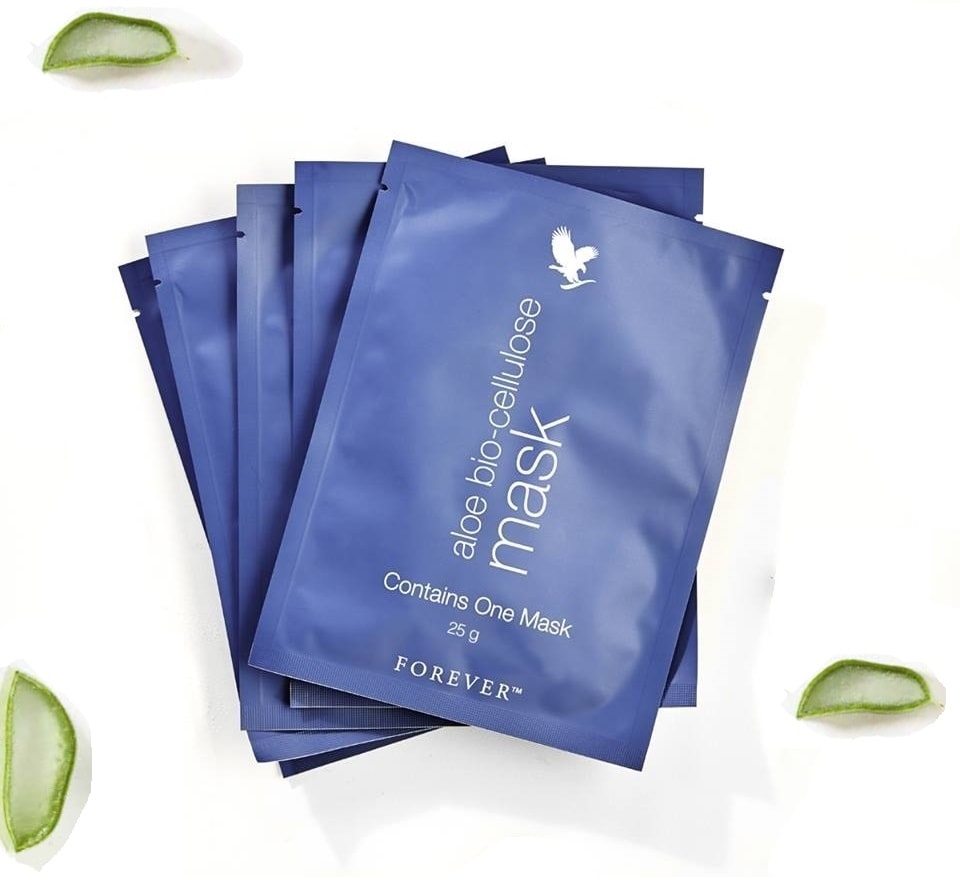 aloe bio-cellulose
mask
Contains One Mask
25 g
FOREVER™